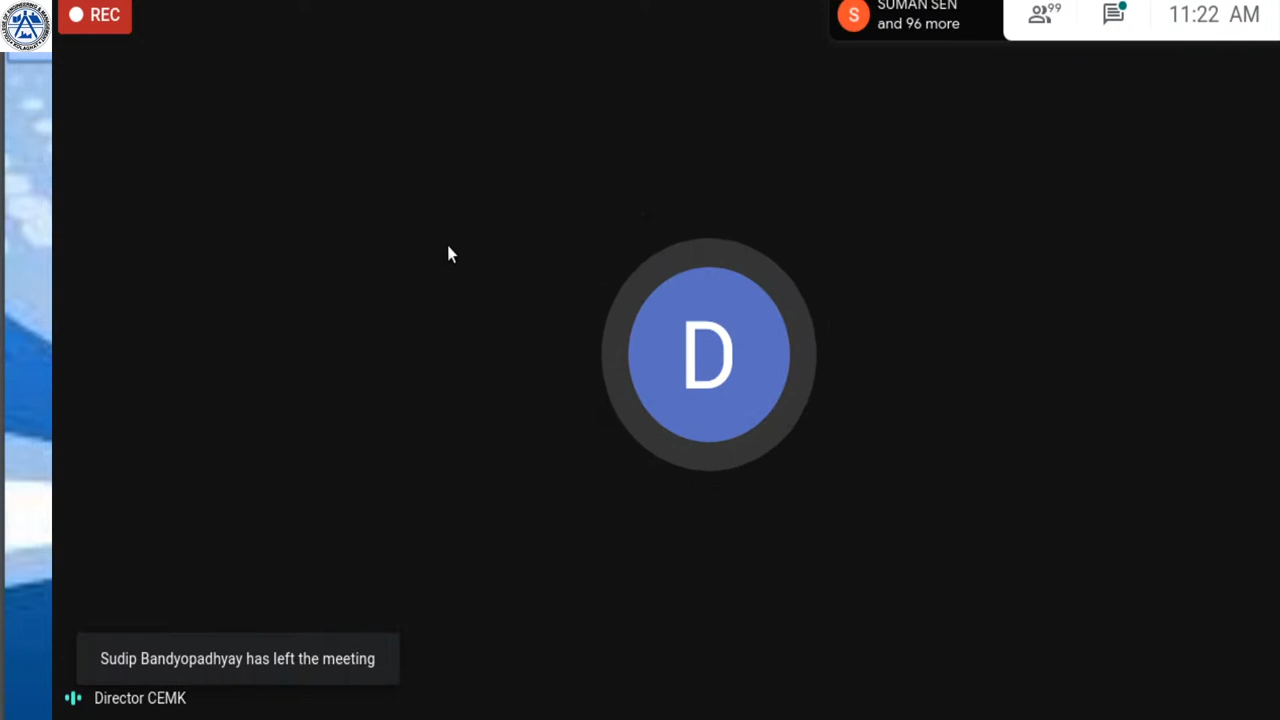 REC
S
SUMAN SEN
and 96 more
99
11:22 AM
D
Sudip Bandyopadhyay has left the meeting
Director CEMK